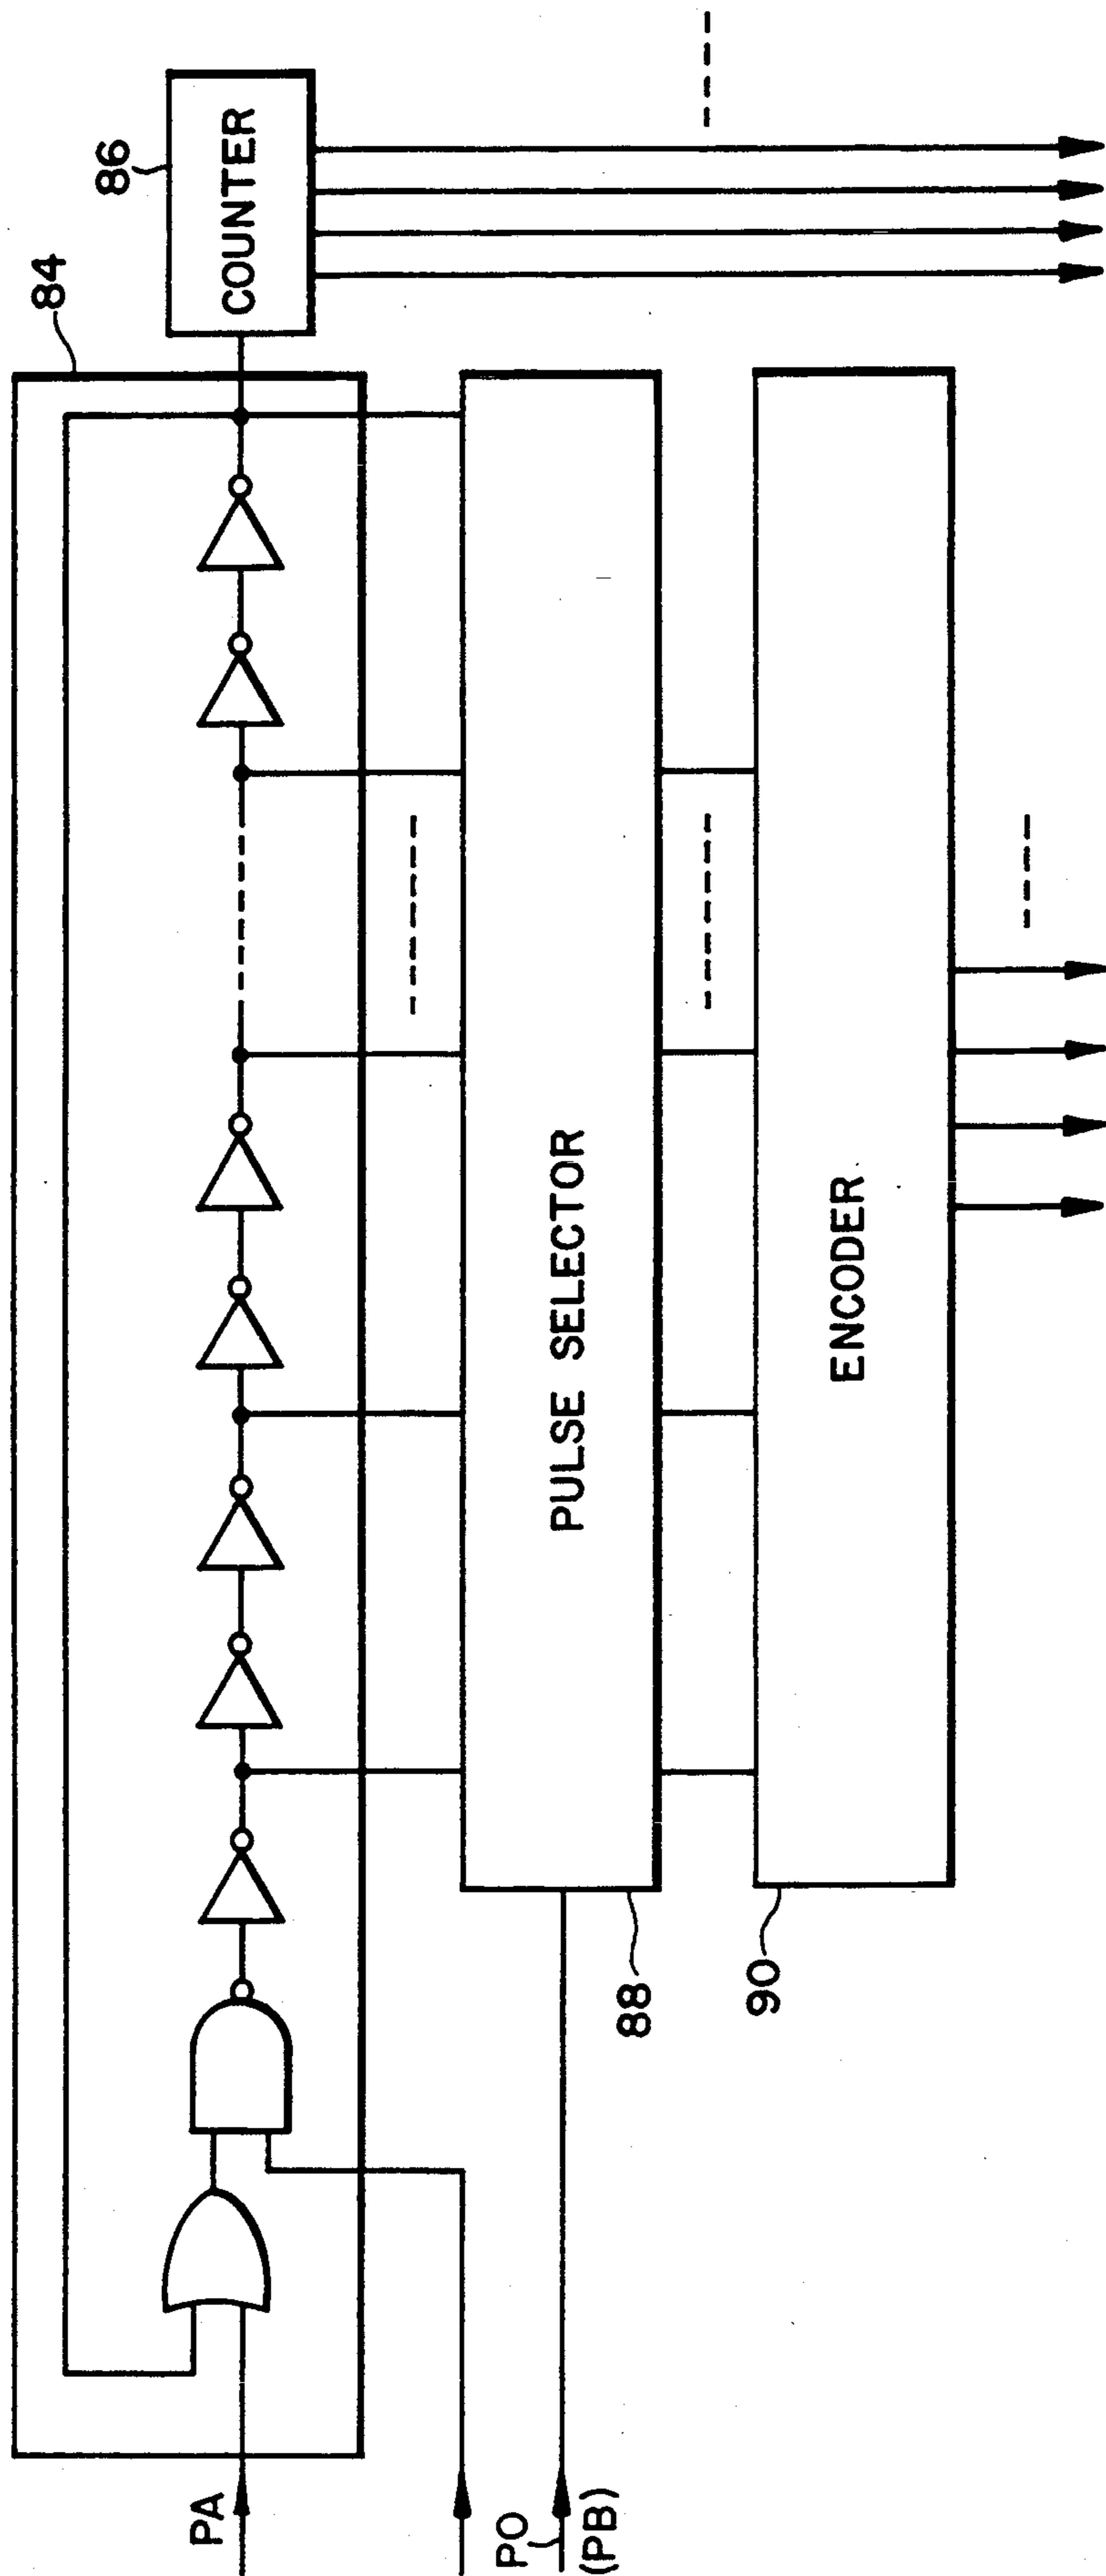 84
86
COUNTER
PA
PO
(PB)
PULSE SELECTOR
88
ENCODER
90